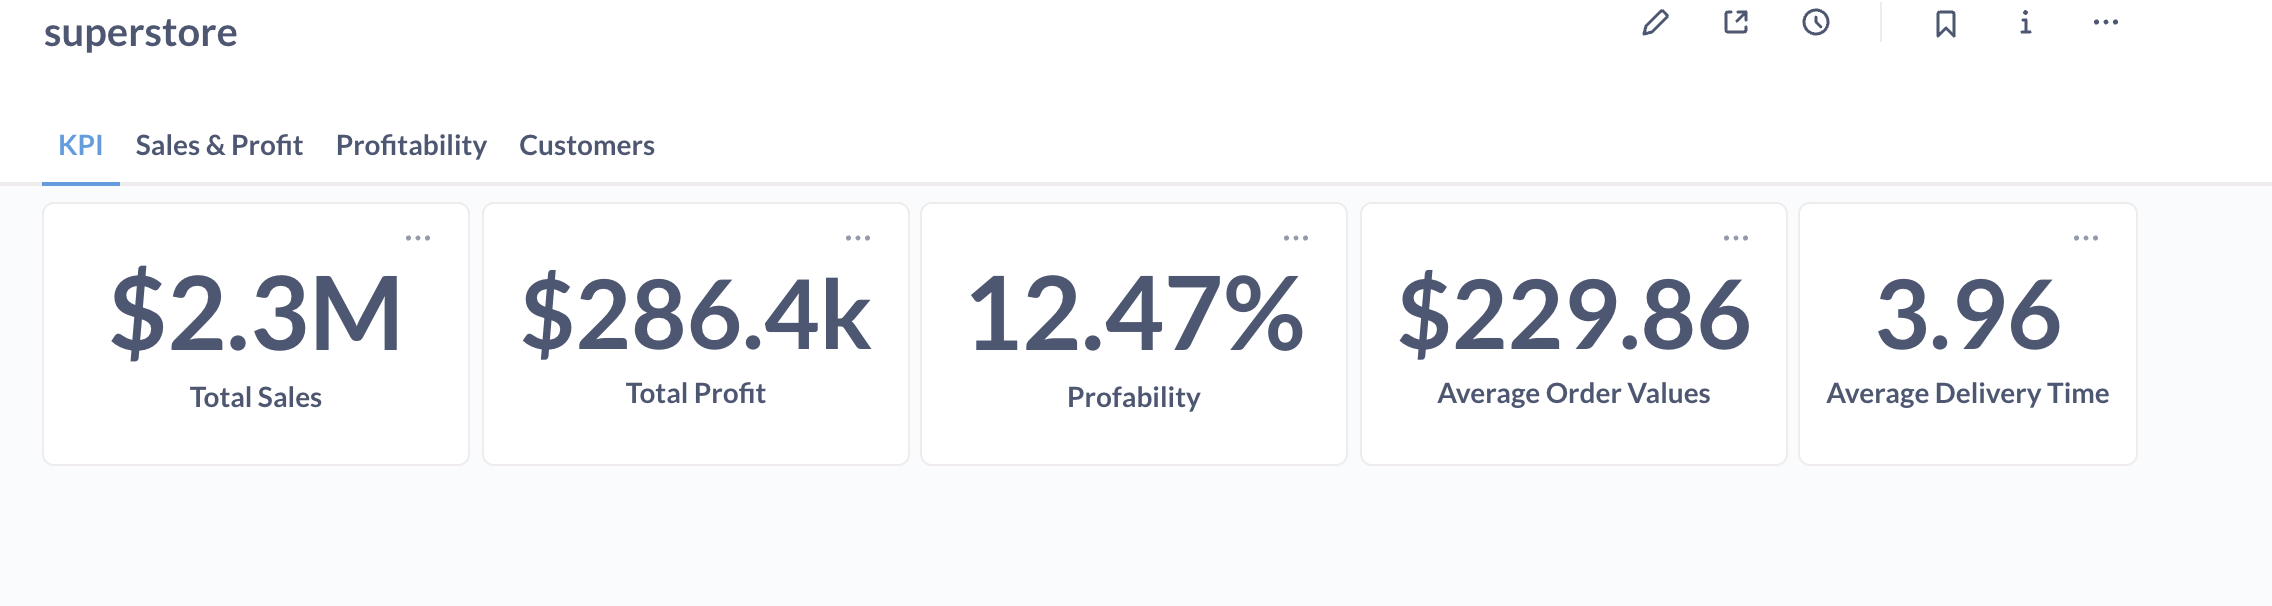 superstore
KPI Sales & Profit Profitability Customers
$2.3M
Total Sales
$286.4k
Total Profit
12.47%
Profability
$229.86
Average Order Values
3.96
Average Delivery Time